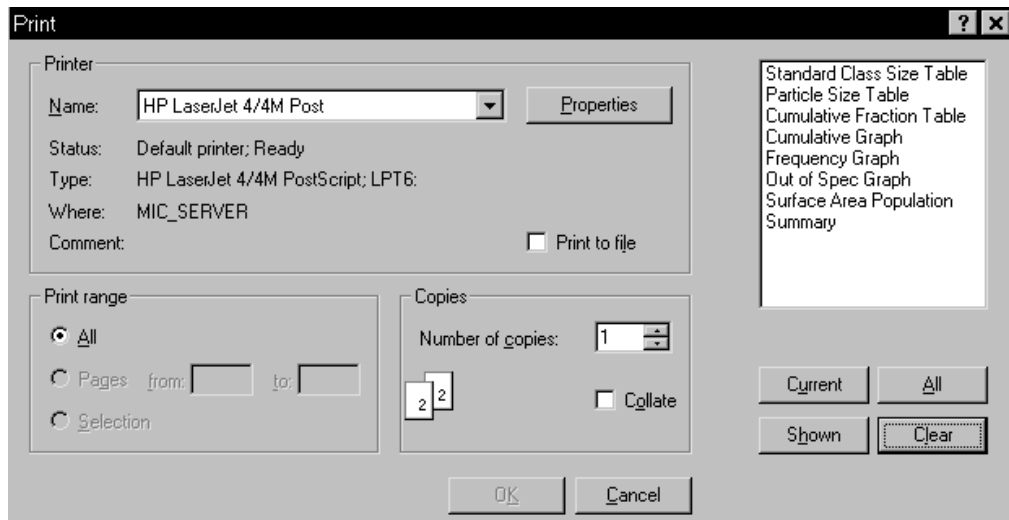 Print
Printer
Name: HP LaserJet 4/4M Post Properties
Status: Default printer; Ready
Type: HP LaserJet 4/4M PostScript; LPT6:
Where: MIC_SERVER
Comment: Print to file
Print range
All
Pages from: to:
Selection
Copies
Number of copies: 1
2 2
Collate
OK Cancel
Standard Class Size Table
Particle Size Table
Cumulative Fraction Table
Cumulative Graph
Frequency Graph
Out of Spec Graph
Surface Area Population
Summary
Current All
Shown Clear